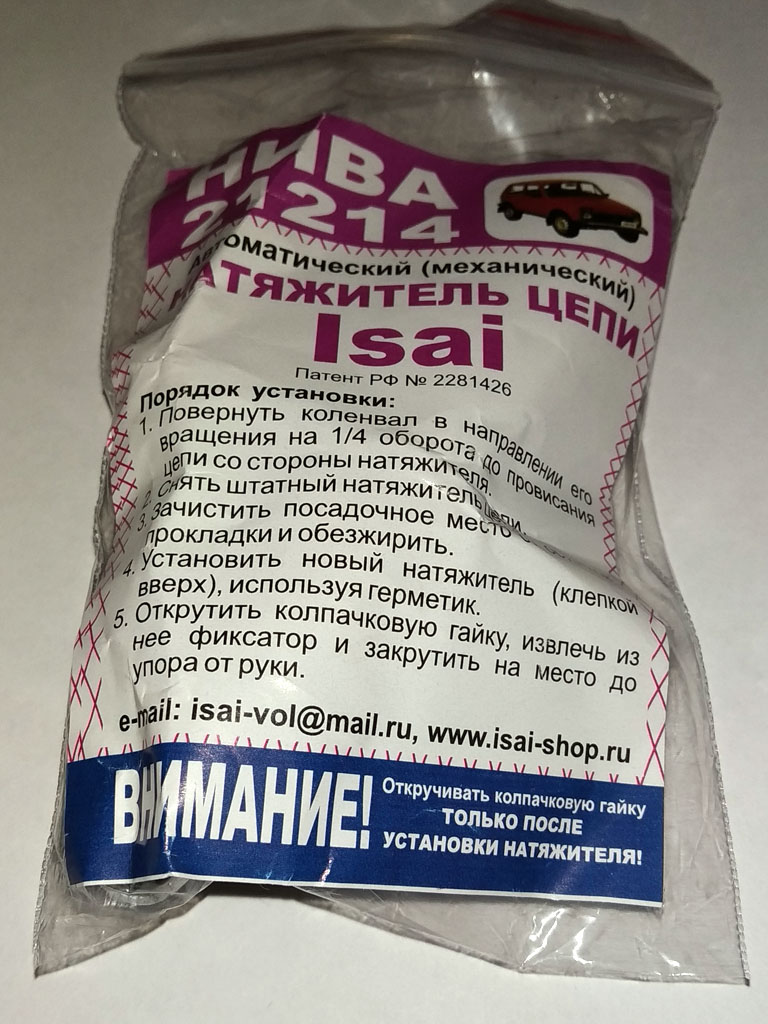 НИВА
21214
Автоматический (механический)
НАТЯЖИТЕЛЬ ЦЕПИ
Isai
Патент РФ № 2281426
Порядок установки:
1. Повернуть коленвал в направлении его
вращения на 1/4 оборота до провисания
цепи со стороны натяжителя.
2. Снять штатный натяжитель цепи.
3. Зачистить посадочное место
прокладки и обезжирить.
4. Установить новый натяжитель (клепкой
вверх), используя герметик.
5. Открутить колпачковую гайку, извлечь из
нее фиксатор и закрутить на место до
упора от руки.
e-mail: isai-vol@mail.ru, www.isai-shop.ru
ВНИМАНИЕ!
Откручивать колпачковую гайку
ТОЛЬКО ПОСЛЕ
УСТАНОВКИ НАТЯЖИТЕЛЯ!